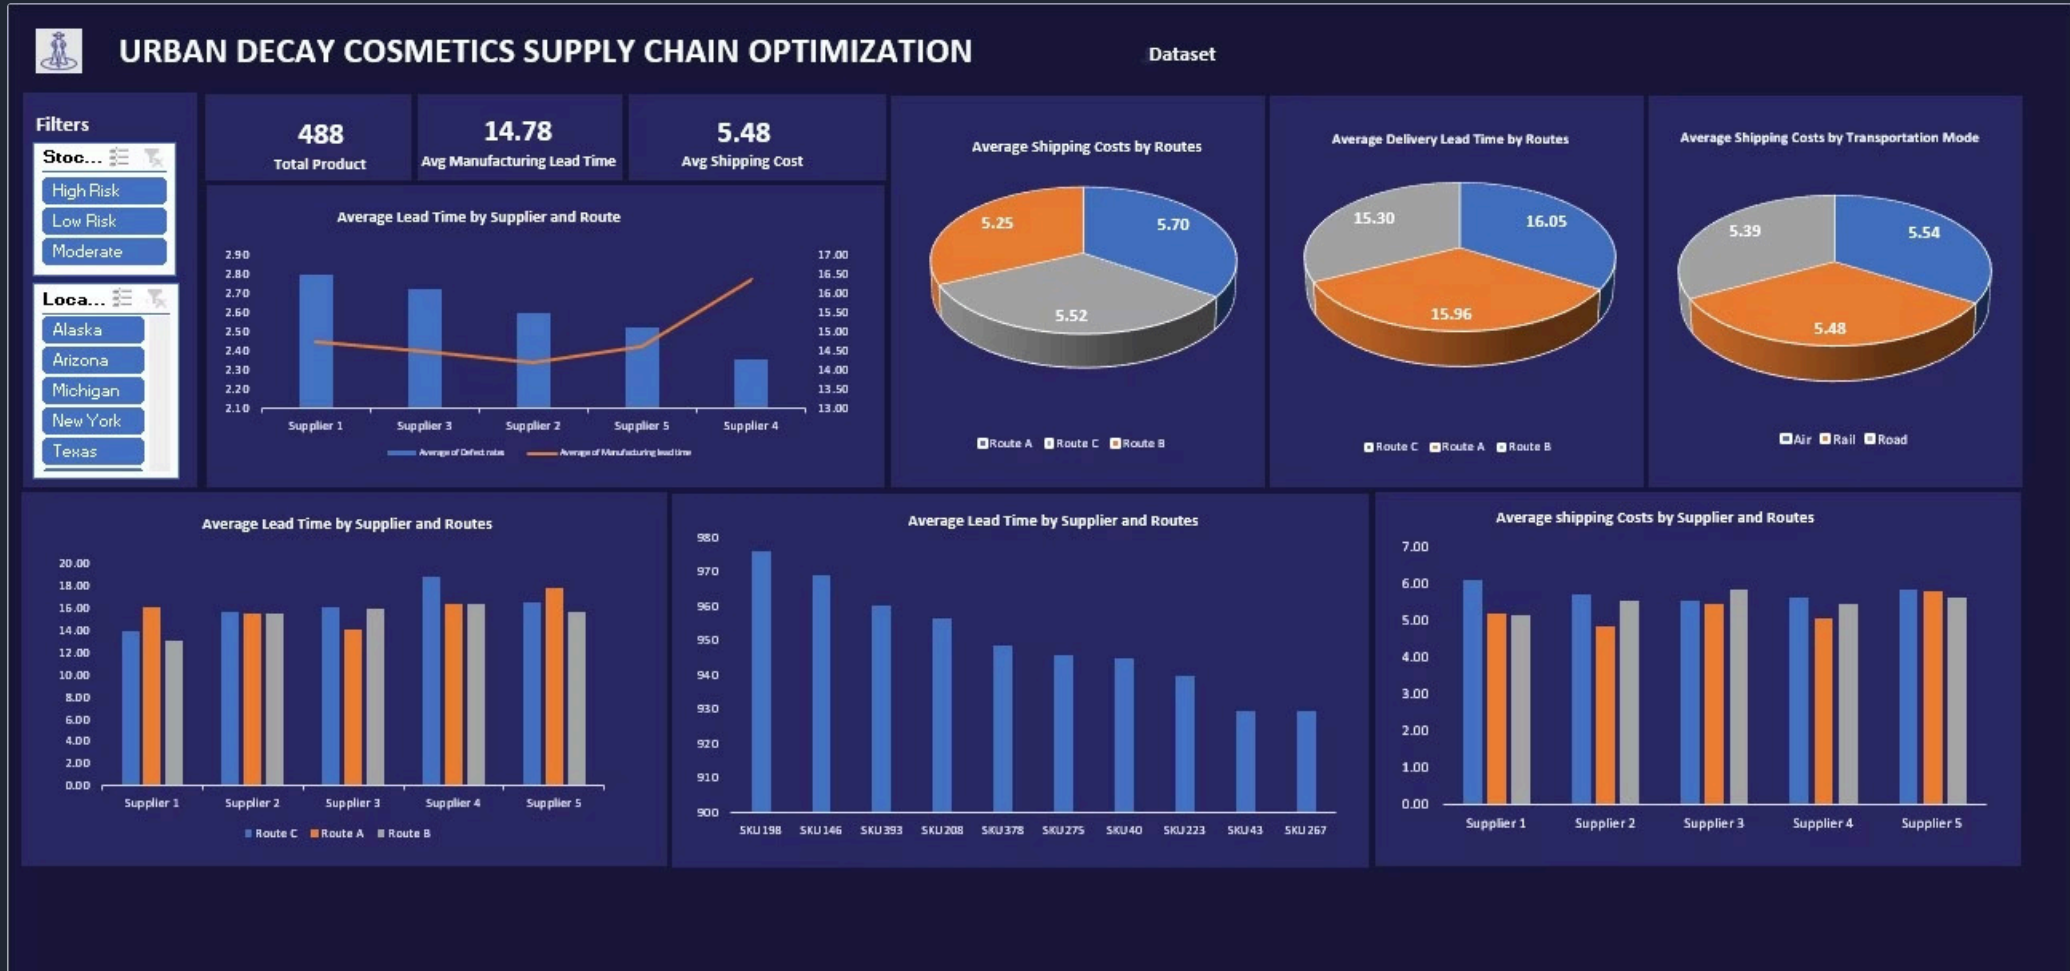 URBAN DECAY COSMETICS SUPPLY CHAIN OPTIMIZATION
Dataset
Filters
Stoc...
High Risk
Low Risk
Moderate
Loca...
Alaska
Arizona
Michigan
New York
Texas
488
Total Product
14.78
Avg Manufacturing Lead Time
5.48
Avg Shipping Cost
Average Lead Time by Supplier and Route
2.90
2.80
2.70
2.60
2.50
2.40
2.30
2.20
2.10
17.00
16.50
16.00
15.50
15.00
14.50
14.00
13.50
13.00
Supplier 1 Supplier 3 Supplier 2 Supplier 5 Supplier 4
Average of Defect rates Average of Manufacturing lead time
Average Shipping Costs by Routes
5.25
5.70
5.52
Route A Route C Route B
Average Delivery Lead Time by Routes
15.30
16.05
15.96
Route C Route A Route B
Average Shipping Costs by Transportation Mode
5.39
5.54
5.48
Air Rail Road
Average Lead Time by Supplier and Routes
20.00
18.00
16.00
14.00
12.00
10.00
8.00
6.00
4.00
2.00
0.00
Supplier 1 Supplier 2 Supplier 3 Supplier 4 Supplier 5
Route C Route A Route B
Average Lead Time by Supplier and Routes
980
970
960
950
940
930
920
910
900
SKU198 SKU146 SKU393 SKU208 SKU378 SKU275 SKU40 SKU223 SKU43 SKU267
Average shipping Costs by Supplier and Routes
7.00
6.00
5.00
4.00
3.00
2.00
1.00
0.00
Supplier 1 Supplier 2 Supplier 3 Supplier 4 Supplier 5